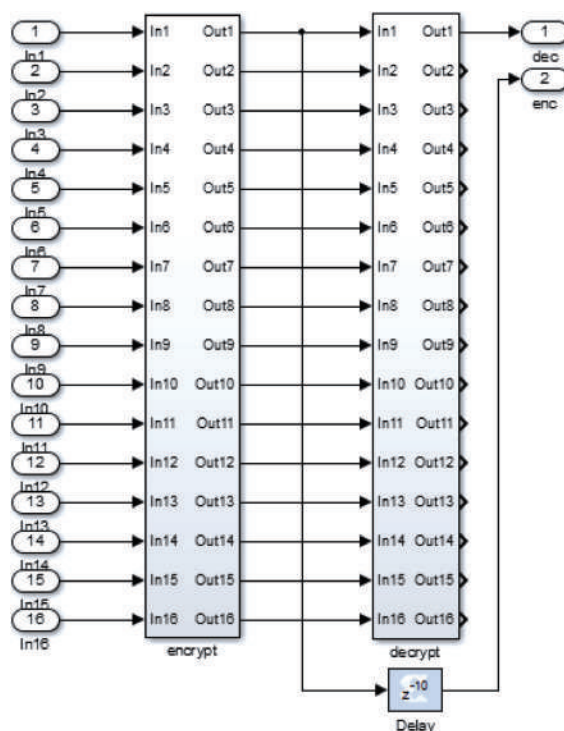 1 In1 Out1 In1 Out1 1
In1 dec
2 In2 Out2 In2 Out2 2
In2 enc
3 In3 Out3 In3 Out3
In3
4 In4 Out4 In4 Out4
In4
5 In5 Out5 In5 Out5
In5
6 In6 Out6 In6 Out6
In6
7 In7 Out7 In7 Out7
In7
8 In8 Out8 In8 Out8
In8
9 In9 Out9 In9 Out9
In9
10 In10 Out10 In10 Out10
In10
11 In11 Out11 In11 Out11
In11
12 In12 Out12 In12 Out12
In12
13 In13 Out13 In13 Out13
In13
14 In14 Out14 In14 Out14
In14
15 In15 Out15 In15 Out15
In15
16 In16 Out16 In16 Out16
In16
encrypt decrypt
z-10
Delay